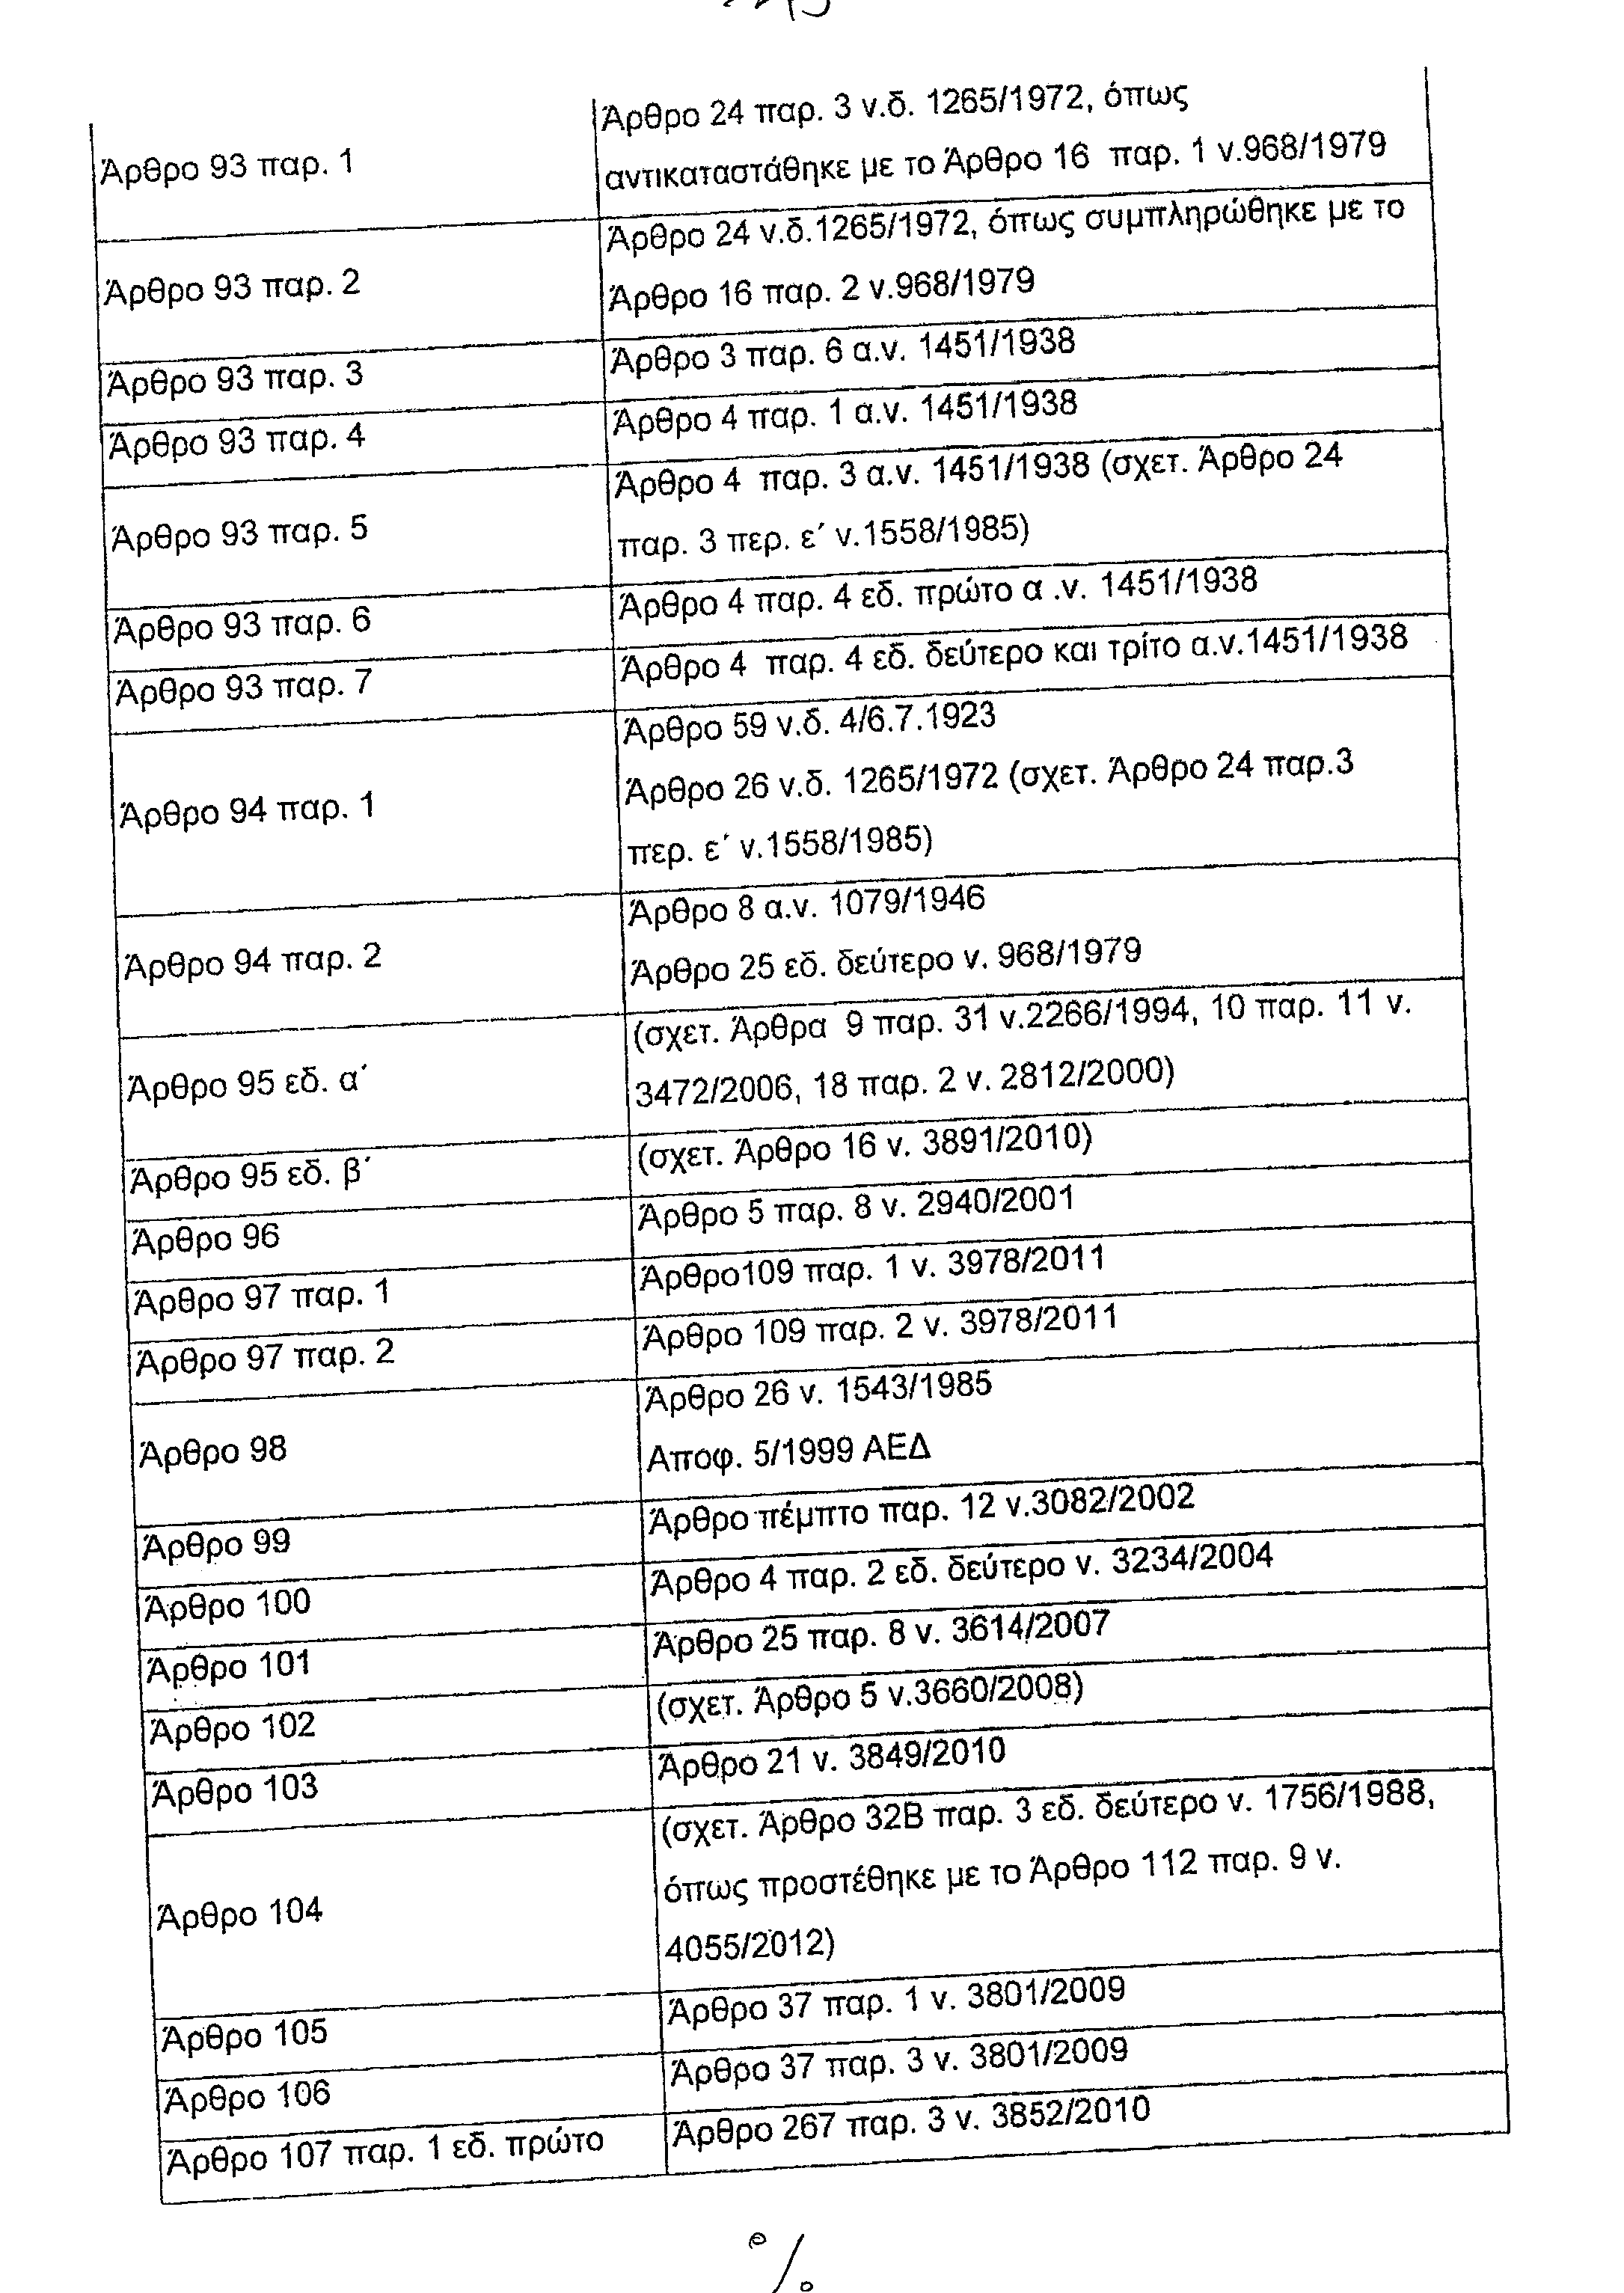 Άρθρο 93 παρ. 1
Άρθρο 24 παρ. 3 ν.δ. 1265/1972, όπως
αντικαταστάθηκε με το Άρθρο 16 παρ. 1 ν.968/1979
Άρθρο 93 παρ. 2
Άρθρο 24 ν.δ.1265/1972, όπως συμπληρώθηκε με το
Άρθρο 16 παρ. 2 ν.968/1979
Άρθρο 93 παρ. 3
Άρθρο 3 παρ. 6 α.ν. 1451/1938
Άρθρο 93 παρ. 4
Άρθρο 4 παρ. 1 α.ν. 1451/1938
Άρθρο 93 παρ. 5
Άρθρο 4 παρ. 3 α.ν. 1451/1938 (σχετ. Άρθρο 24
παρ. 3 περ. ε΄ ν.1558/1985)
Άρθρο 93 παρ. 6
Άρθρο 4 παρ. 4 εδ. πρώτο α .ν. 1451/1938
Άρθρο 93 παρ. 7
Άρθρο 4 παρ. 4 εδ. δεύτερο και τρίτο α.ν.1451/1938
Άρθρο 94 παρ. 1
Άρθρο 59 ν.δ. 4/6.7.1923
Άρθρο 26 ν.δ. 1265/1972 (σχετ. Άρθρο 24 παρ.3
περ. ε΄ ν.1558/1985)
Άρθρο 94 παρ. 2
Άρθρο 8 α.ν. 1079/1946
Άρθρο 25 εδ. δεύτερο ν. 968/1979
Άρθρο 95 εδ. α΄
(σχετ. Άρθρα 9 παρ. 31 ν.2266/1994, 10 παρ. 11 ν.
3472/2006, 18 παρ. 2 ν. 2812/2000)
Άρθρο 95 εδ. β΄
(σχετ. Άρθρο 16 ν. 3891/2010)
Άρθρο 96
Άρθρο 5 παρ. 8 ν. 2940/2001
Άρθρο 97 παρ. 1
Άρθρο109 παρ. 1 ν. 3978/2011
Άρθρο 97 παρ. 2
Άρθρο 109 παρ. 2 ν. 3978/2011
Άρθρο 98
Άρθρο 26 ν. 1543/1985
Αποφ. 5/1999 ΑΕΔ
Άρθρο 99
Άρθρο πέμπτο παρ. 12 ν.3082/2002
Άρθρο 100
Άρθρο 4 παρ. 2 εδ. δεύτερο ν. 3234/2004
Άρθρο 101
Άρθρο 25 παρ. 8 ν. 3614/2007
Άρθρο 102
(σχετ. Άρθρο 5 ν.3660/2008)
Άρθρο 103
Άρθρο 21 ν. 3849/2010
Άρθρο 104
(σχετ. Άρθρο 32Β παρ. 3 εδ. δεύτερο ν. 1756/1988,
όπως προστέθηκε με το Άρθρο 112 παρ. 9 ν.
4055/2012)
Άρθρο 105
Άρθρο 37 παρ. 1 ν. 3801/2009
Άρθρο 106
Άρθρο 37 παρ. 3 ν. 3801/2009
Άρθρο 107 παρ. 1 εδ. πρώτο
Άρθρο 267 παρ. 3 ν. 3852/2010